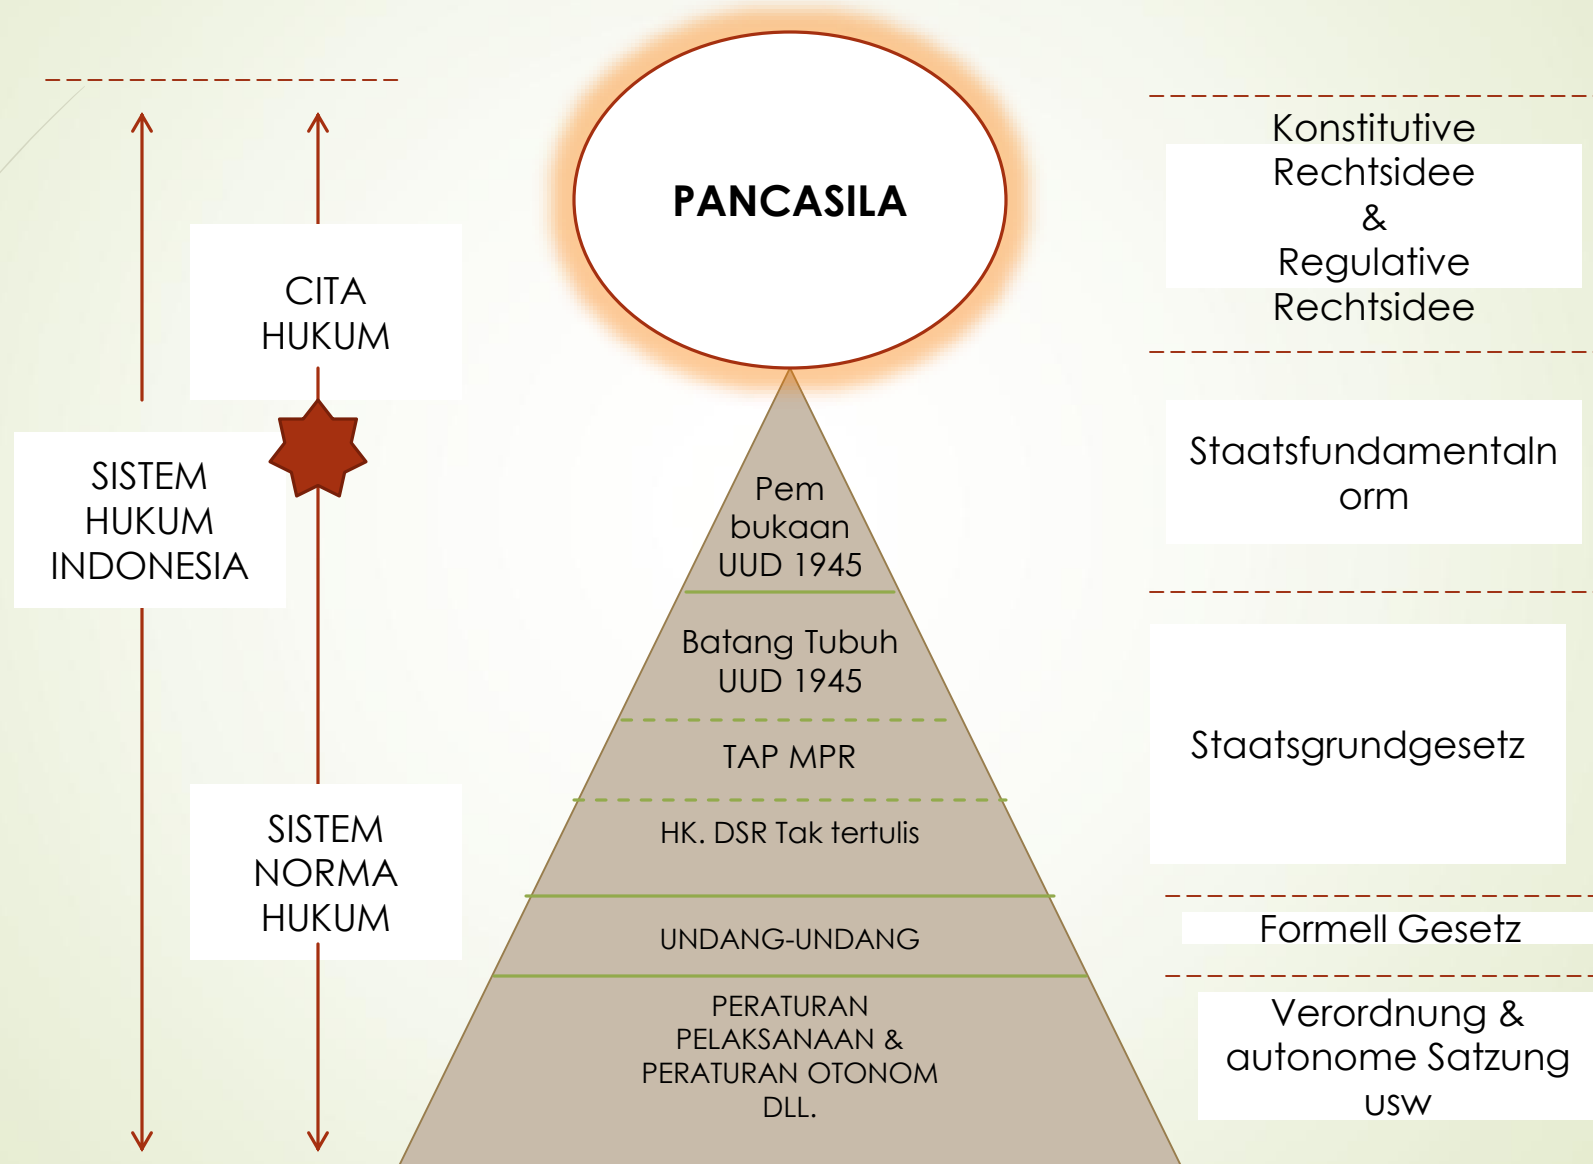 PANCASILA
Konstitutive
Rechtsidee
&
Regulative
Rechtsidee
CITA
HUKUM
SISTEM
HUKUM
INDONESIA
Staatsfundamentaln
orm
Pem
bukaan
UUD 1945
Batang Tubuh
UUD 1945
TAP MPR
HK. DSR Tak tertulis
Staatsgrundgesetz
SISTEM
NORMA
HUKUM
UNDANG-UNDANG
Formell Gesetz
PERATURAN
PELAKSANAAN &
PERATURAN OTONOM
DLL.
Verordnung &
autonome Satzung
usw